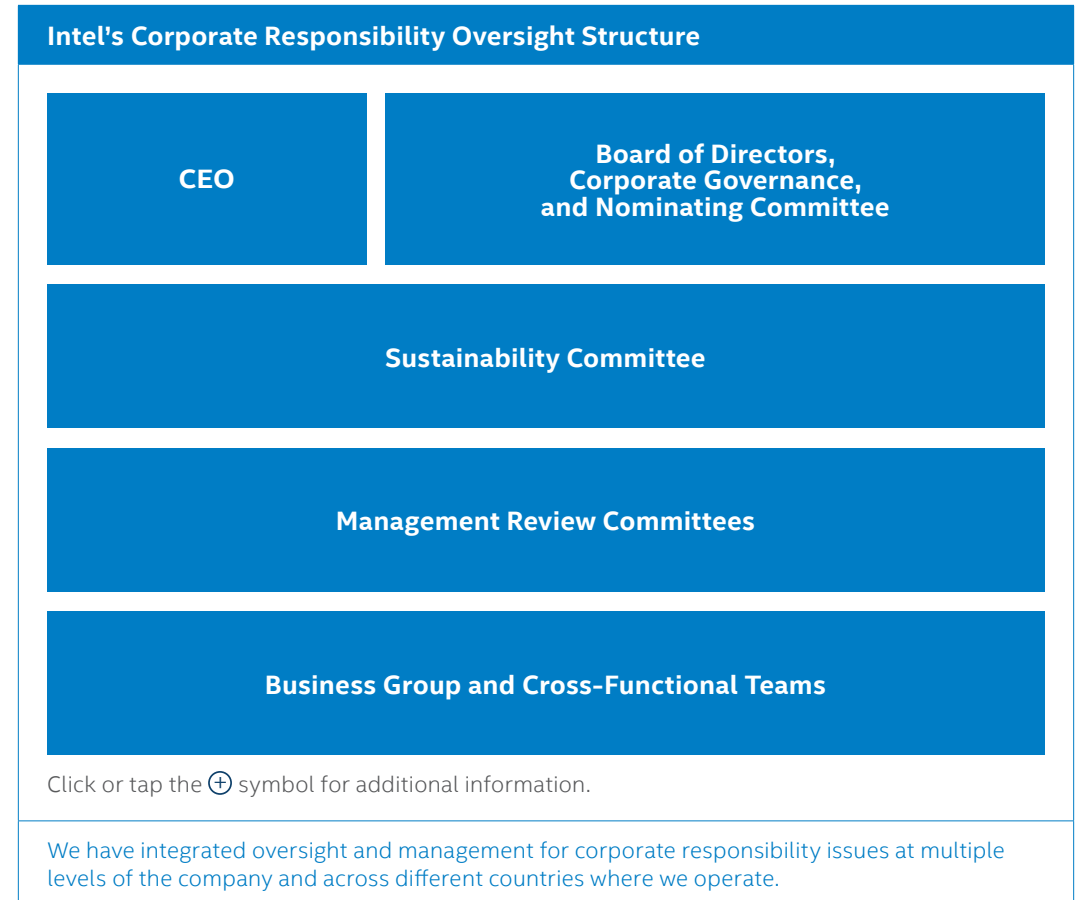 Intel’s Corporate Responsibility Oversight Structure
CEO
Board of Directors,
Corporate Governance,
and Nominating Committee
Sustainability Committee
Management Review Committees
Business Group and Cross-Functional Teams
Click or tap the ⊕ symbol for additional information.
We have integrated oversight and management for corporate responsibility issues at multiple
levels of the company and across different countries where we operate.